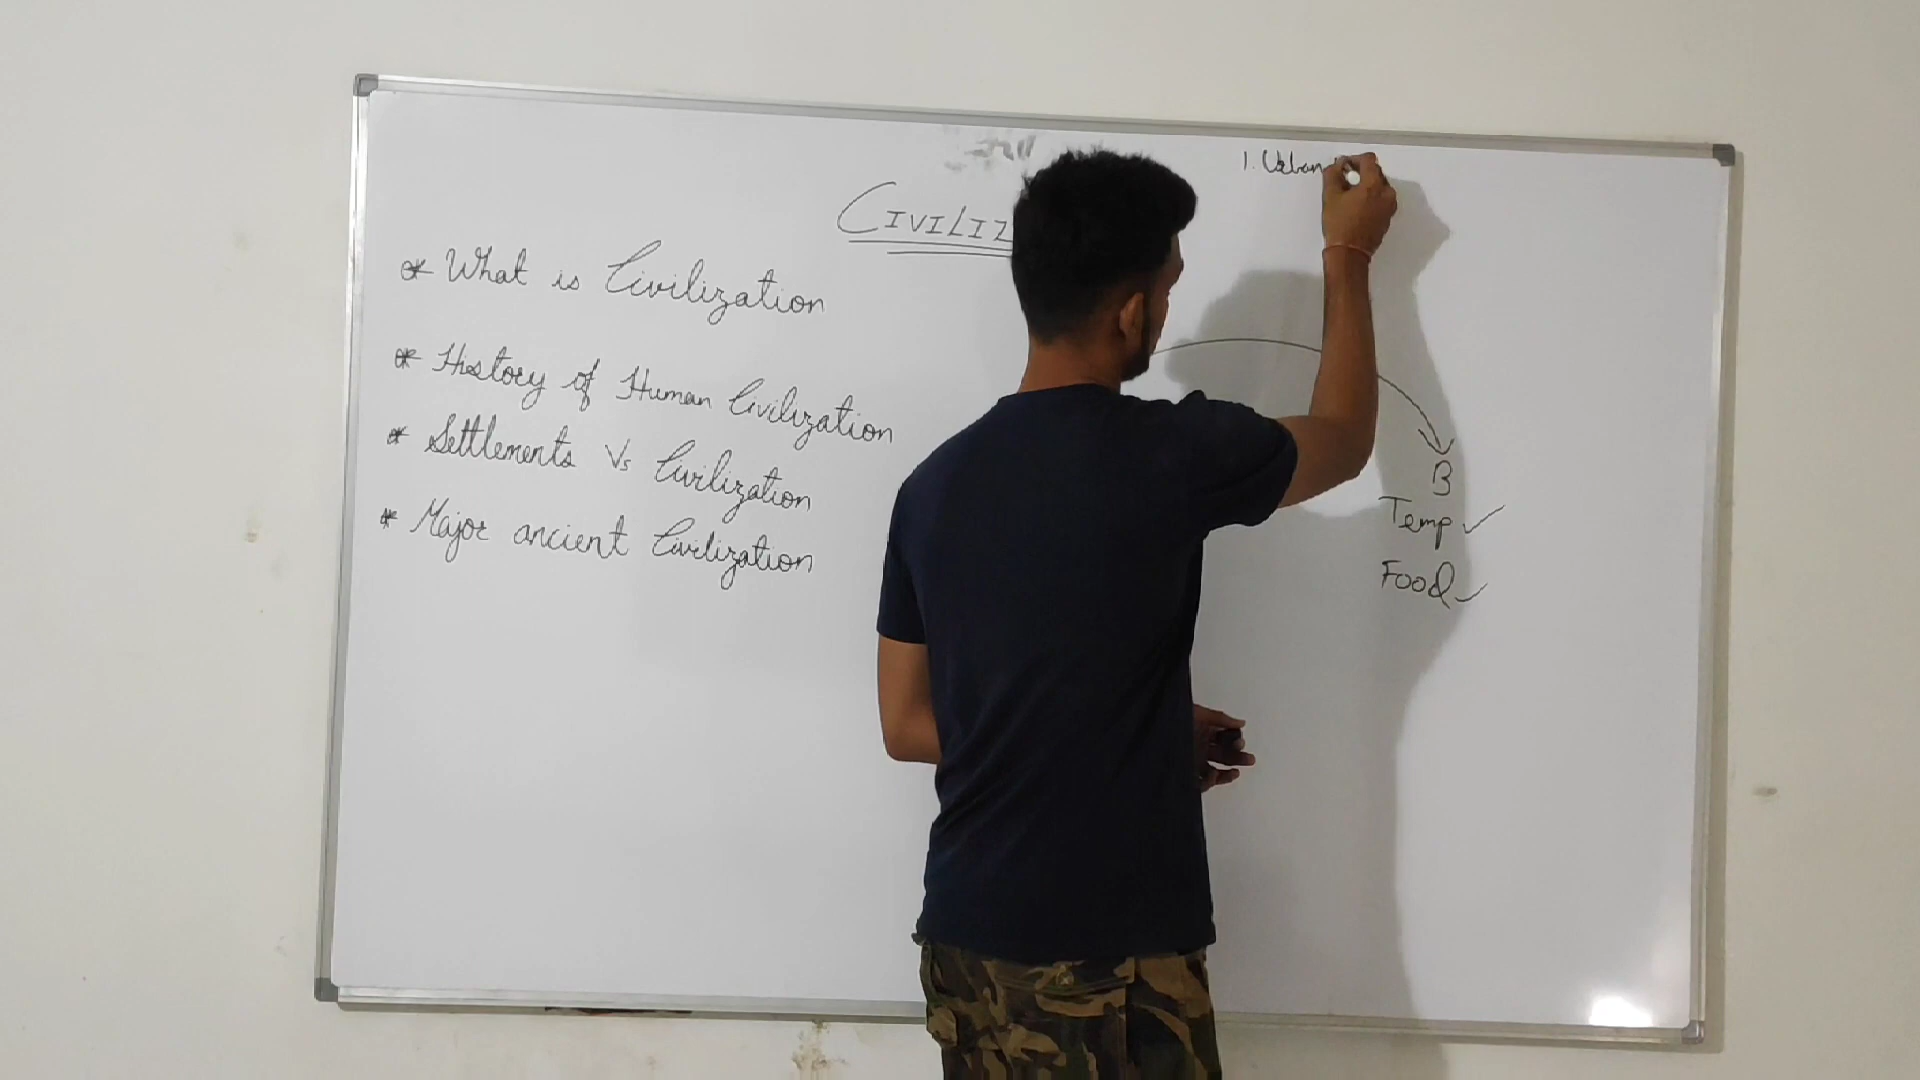 CIVILIZ
* What is Civilization
* History of Human Civilization
* Settlements Vs Civilization
* Major ancient Civilization
1. Urban
B
Temp ✓
Food ✓